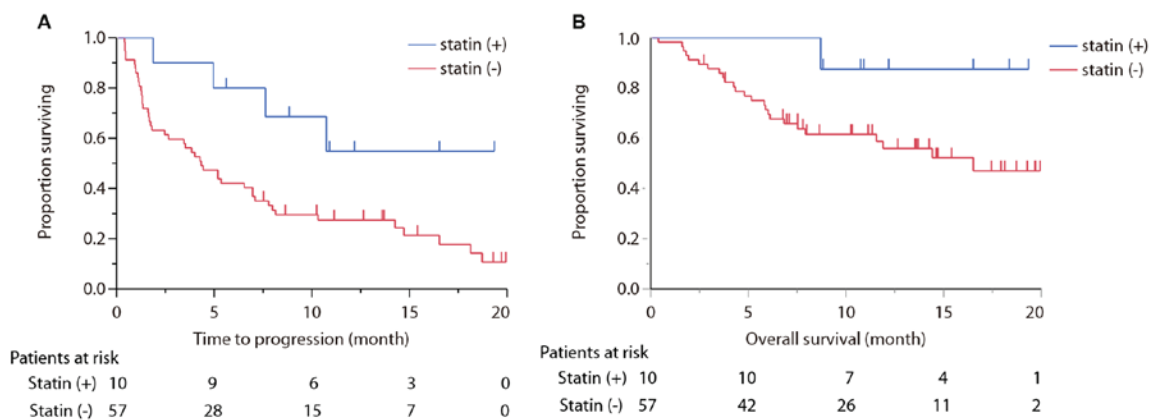 A
Proportion surviving
1.0
0.8
0.6
0.4
0.2
0.0
statin (+)
statin (-)
0 5 10 15 20
Time to progression (month)
Patients at risk
Statin (+) 10 9 6 3 0
Statin (-) 57 28 15 7 0
B
Proportion surviving
1.0
0.8
0.6
0.4
0.2
0.0
statin (+)
statin (-)
0 5 10 15 20
Overall survival (month)
Patients at risk
Statin (+) 10 10 7 4 1
Statin (-) 57 42 26 11 2